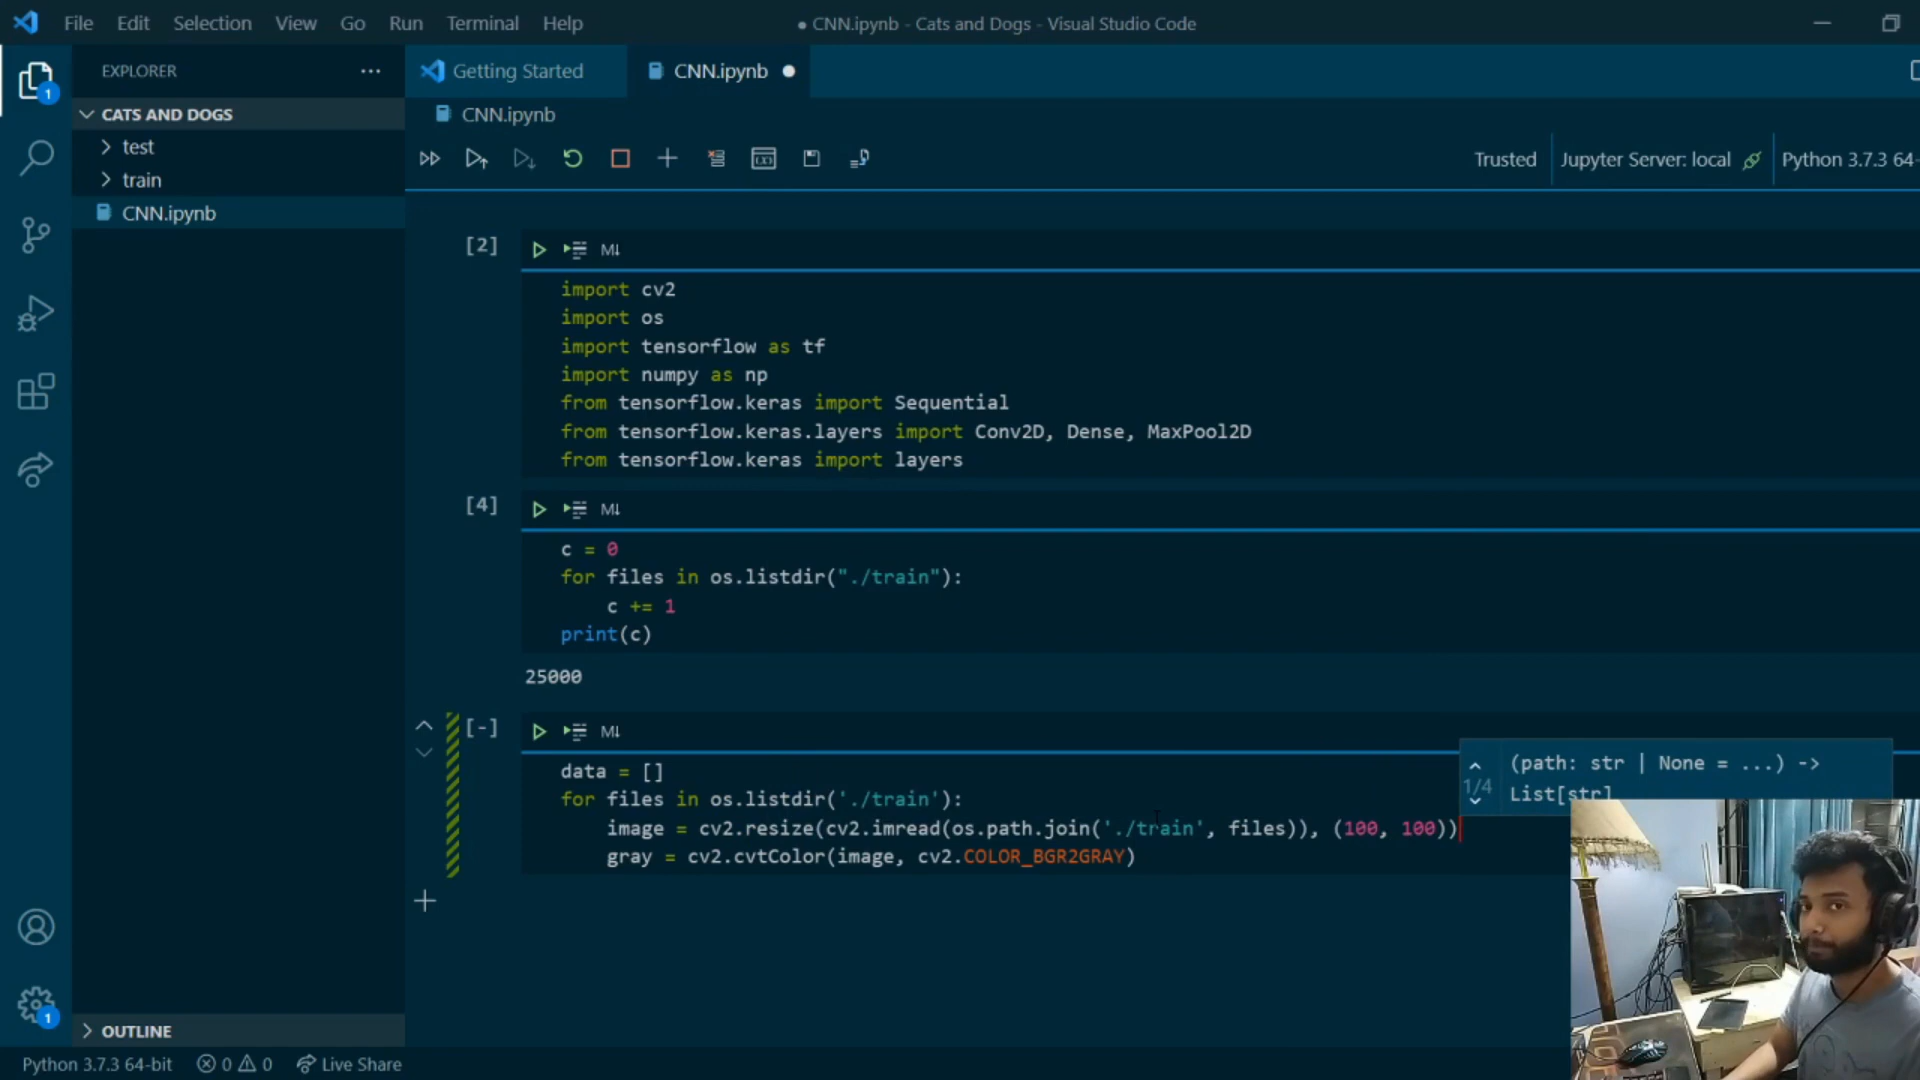 File Edit Selection View Go Run Terminal Help
● CNN.ipynb - Cats and Dogs - Visual Studio Code
EXPLORER
Getting Started
CNN.ipynb
1
CATS AND DOGS
CNN.ipynb
test
train
CNN.ipynb
Trusted
Jupyter Server: local
Python 3.7.3 64-
[2]
M↓
import cv2
import os
import tensorflow as tf
import numpy as np
from tensorflow.keras import Sequential
from tensorflow.keras.layers import Conv2D, Dense, MaxPool2D
from tensorflow.keras import layers
[4]
M↓
c = 0
for files in os.listdir("./train"):
c += 1
print(c)
25000
[-]
M↓
data = []
for files in os.listdir('./train'):
image = cv2.resize(cv2.imread(os.path.join('./train', files)), (100, 100))
gray = cv2.cvtColor(image, cv2.COLOR_BGR2GRAY)
(path: str | None = ...) ->
1/4
List[str]
1
OUTLINE
Python 3.7.3 64-bit
0
0
Live Share